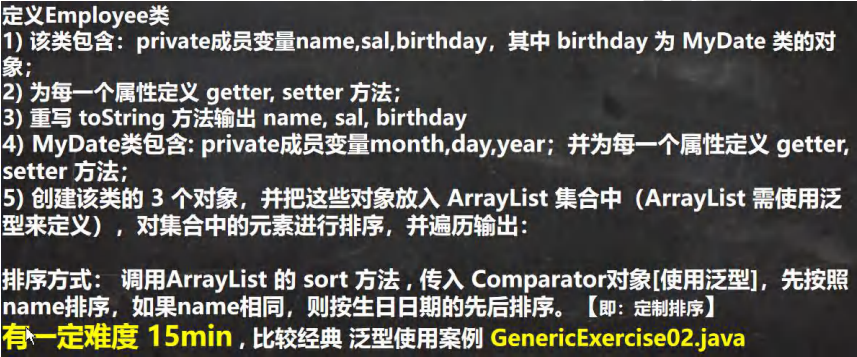 定义Employee类
1) 该类包含：private成员变量name,sal,birthday，其中 birthday 为 MyDate 类的对
象；
2) 为每一个属性定义 getter, setter 方法；
3) 重写 toString 方法输出 name, sal, birthday
4) MyDate类包含: private成员变量month,day,year；并为每一个属性定义 getter,
setter 方法；
5) 创建该类的 3 个对象，并把这些对象放入 ArrayList 集合中（ArrayList 需使用泛
型来定义），对集合中的元素进行排序，并遍历输出：
排序方式： 调用ArrayList 的 sort 方法 , 传入 Comparator对象[使用泛型]，先按照
name排序，如果name相同，则按生日日期的先后排序。【即：定制排序】
有一定难度 15min , 比较经典 泛型使用案例 GenericExercise02.java